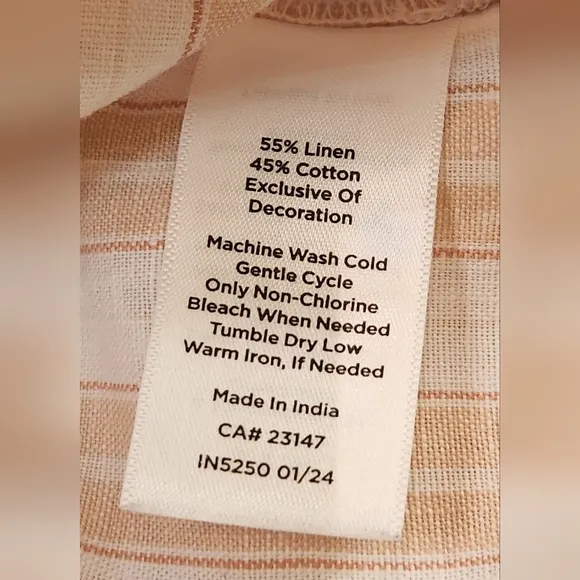 55% Linen
45% Cotton
Exclusive Of
Decoration
Machine Wash Cold
Gentle Cycle
Only Non-Chlorine
Bleach When Needed
Tumble Dry Low
Warm Iron, If Needed
Made In India
CA# 23147
IN5250 01/24